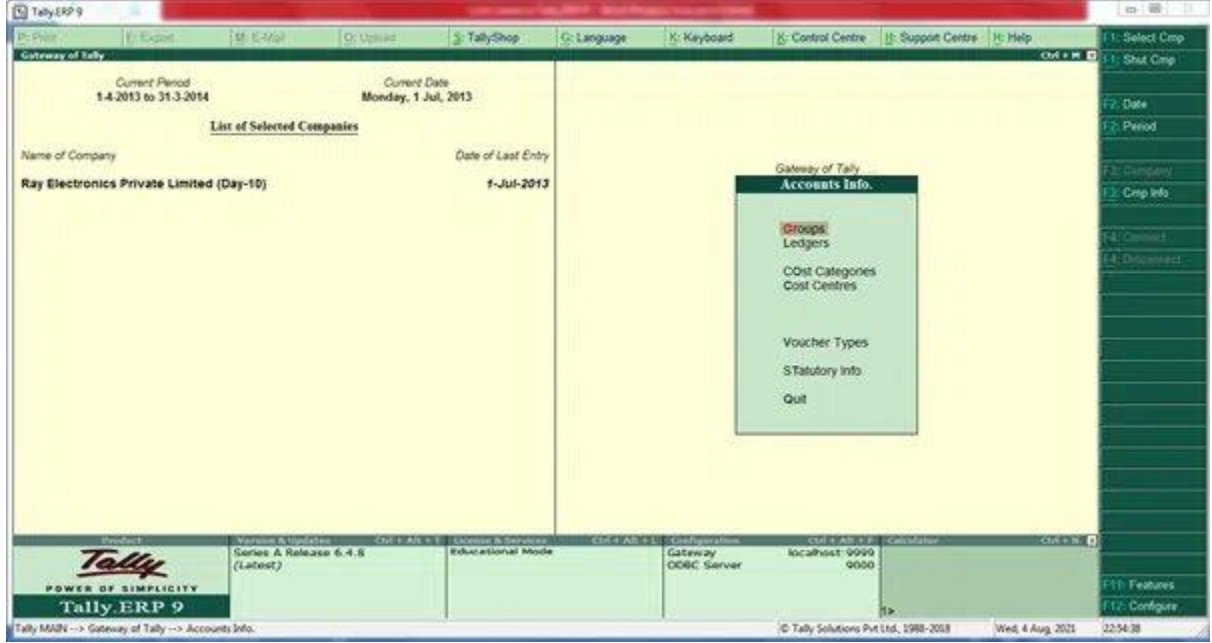 Tally.ERP 9
P: Print E: Export M: E-Mail O: Upload S: TallyShop G: Language K: Keyboard K: Control Centre H: Support Centre H: Help
F1: Select Cmp
F1: Shut Cmp
F2: Date
F2: Period
F3: Company
F3: Cmp Info
F4: Connect
F4: Disconnect
F11: Features
F12: Configure
Gateway of Tally Ctrl + M
Current Period Current Date
1-4-2013 to 31-3-2014 Monday, 1 Jul, 2013
List of Selected Companies
Name of Company Date of Last Entry
Ray Electronics Private Limited (Day-10) 1-Jul-2013
Gateway of Tally ...
Accounts Info.
Groups
Ledgers
COst Categories
Cost Centres
Voucher Types
STatutory Info
Quit
Product
Tally
POWER OF SIMPLICITY
Tally.ERP 9
Version & Updates Ctrl + Alt + T
Series A Release 6.4.8
(Latest)
License & Services Ctrl + Alt + L
Educational Mode
Configuration Ctrl + Alt + F
Gateway localhost:9999
ODBC Server 9000
Calculator Ctrl + N
1>
Tally MAIN --> Gateway of Tally --> Accounts Info. © Tally Solutions Pvt Ltd., 1988-2018 Wed, 4 Aug, 2021 22:54:38